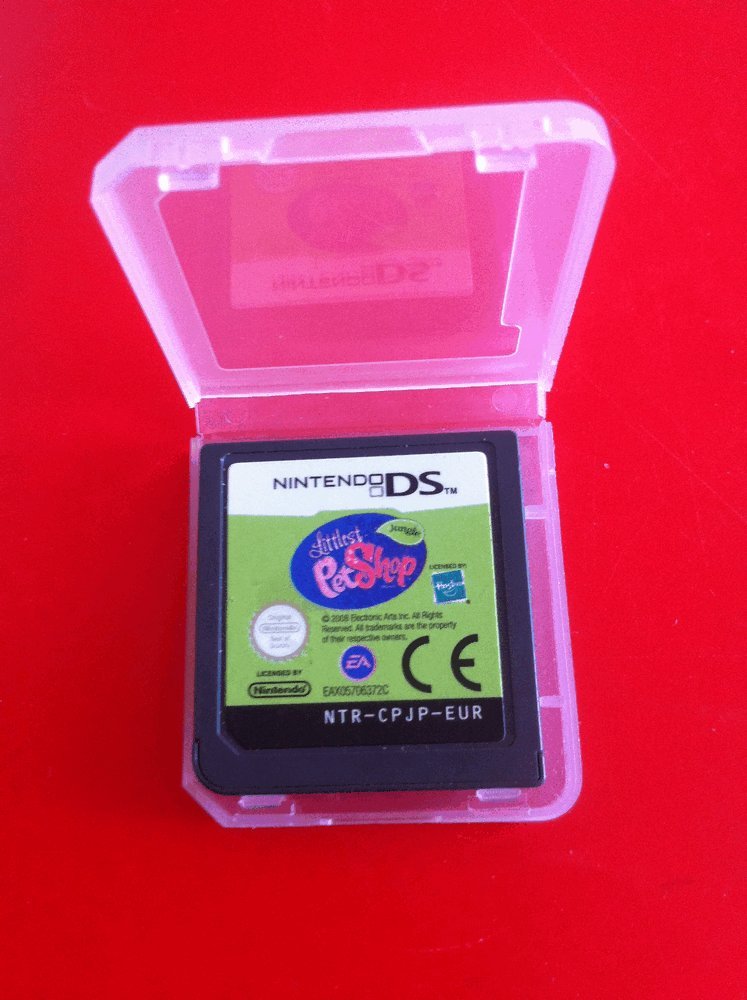 NINTENDO DS™
Littlest
PetShop
Jungle
LICENSED BY:
Hasbro
© 2008 Electronic Arts Inc. All Rights
Reserved. All trademarks are the property
of their respective owners.
Original
Nintendo
Seal of
Quality
EA
CE
LICENSED BY
Nintendo
EAX05706372C
NTR-CPJP-EUR